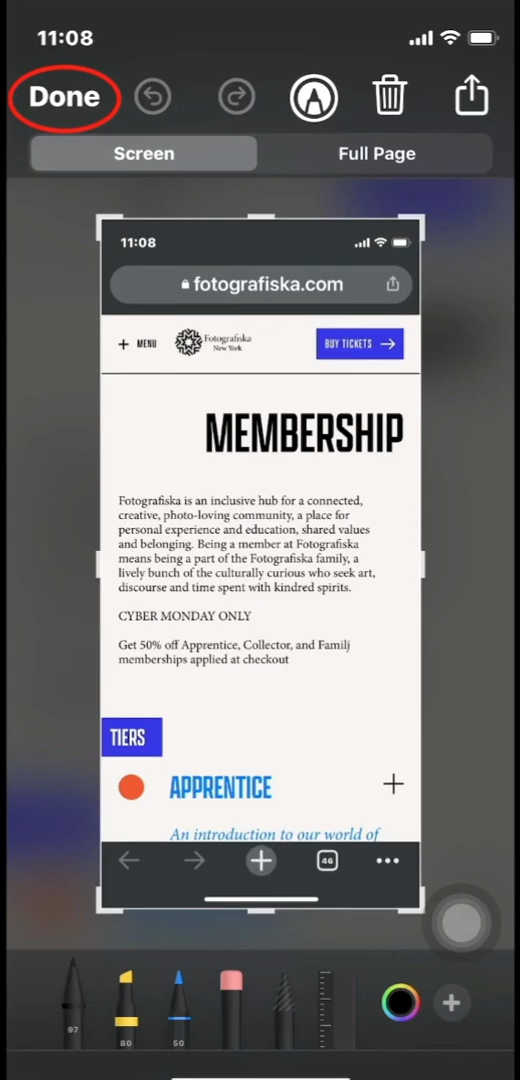 11:08
Done
Screen
Full Page
11:08
fotografiska.com
MENU
Fotografiska
New York
BUY TICKETS
MEMBERSHIP
Fotografiska is an inclusive hub for a connected,
creative, photo-loving community, a place for
personal experience and education, shared values
and belonging. Being a member at Fotografiska
means being a part of the Fotografiska family, a
lively bunch of the culturally curious who seek art,
discourse and time spent with kindred spirits.
CYBER MONDAY ONLY
Get 50% off Apprentice, Collector, and Familj
memberships applied at checkout
TIERS
APPRENTICE
An introduction to our world of
46
97
80
50